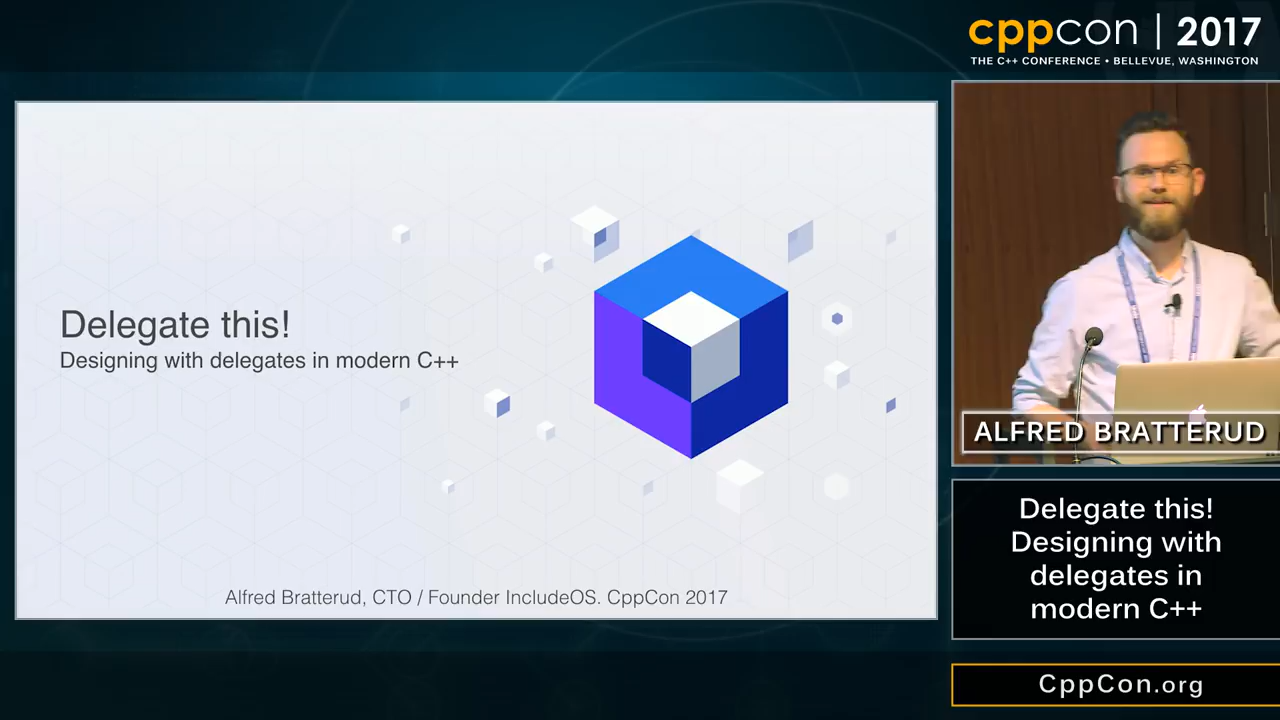 cppcon | 2017
THE C++ CONFERENCE • BELLEVUE, WASHINGTON
Delegate this!
Designing with delegates in modern C++
Alfred Bratterud, CTO / Founder IncludeOS. CppCon 2017
ALFRED BRATTERUD
Delegate this!
Designing with
delegates in
modern C++
CppCon.org